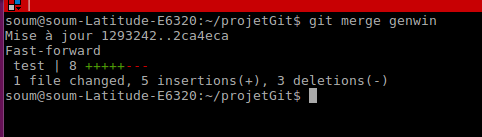 soum@soum-Latitude-E6320:~/projetGit$ git merge genwin
Mise à jour 1293242..2ca4eca
Fast-forward
 test | 8 +++++---
 1 file changed, 5 insertions(+), 3 deletions(-)
soum@soum-Latitude-E6320:~/projetGit$